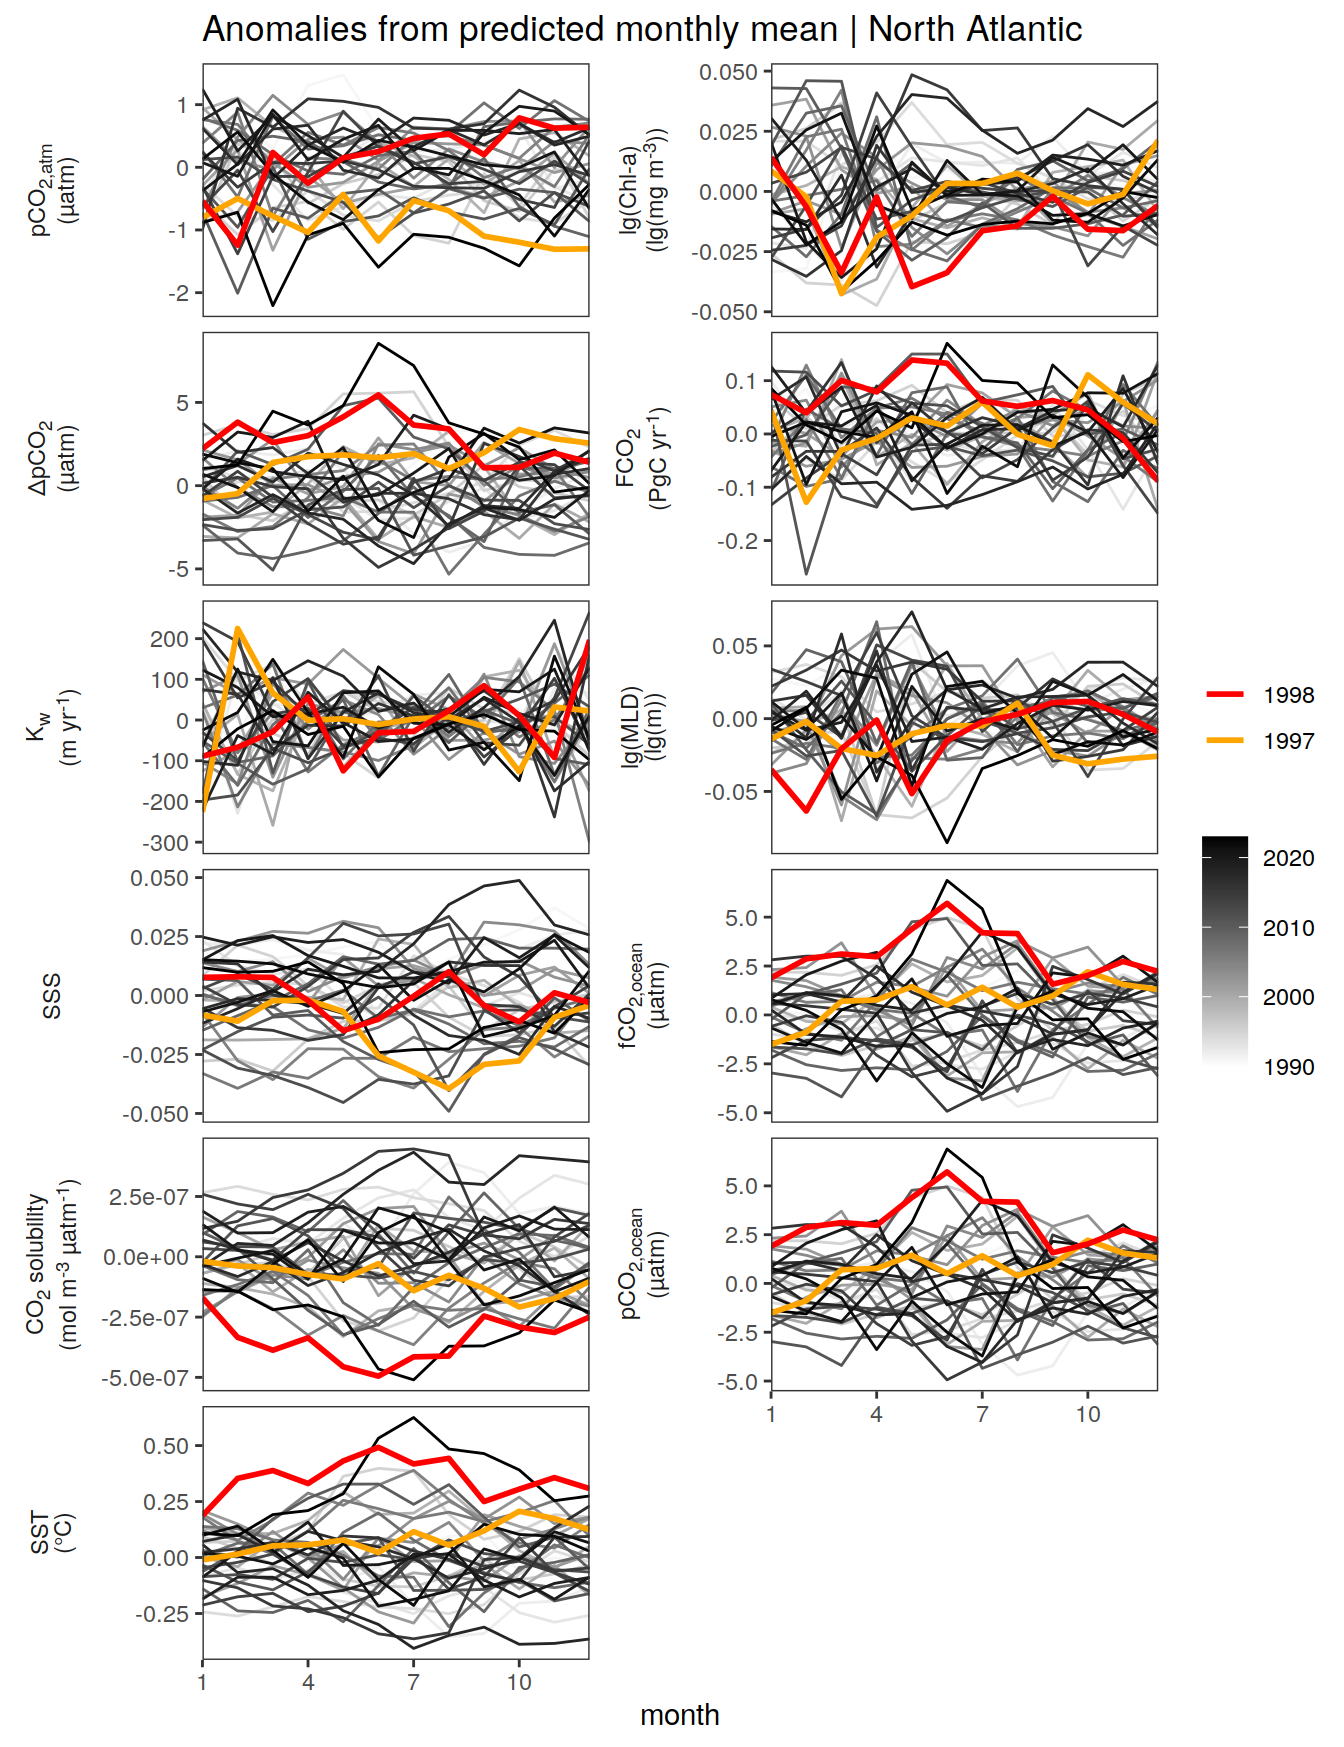 Anomalies from predicted monthly mean | North Atlantic
pCO2,atm
(µatm)
1
0
-1
-2
lg(Chl-a)
(lg(mg m-3))
0.050
0.025
0.000
-0.025
-0.050
ΔpCO2
(µatm)
5
0
-5
FCO2
(PgC yr-1)
0.1
0.0
-0.1
-0.2
Kw
(m yr-1)
200
100
0
-100
-200
-300
lg(MLD)
(lg(m))
0.05
0.00
-0.05
SSS
0.050
0.025
0.000
-0.025
-0.050
fCO2,ocean
(µatm)
5.0
2.5
0.0
-2.5
-5.0
CO2 solubility
(mol m-3 µatm-1)
2.5e-07
0.0e+00
-2.5e-07
-5.0e-07
pCO2,ocean
(µatm)
5.0
2.5
0.0
-2.5
-5.0
1 4 7 10
SST
(°C)
0.50
0.25
0.00
-0.25
1 4 7 10
month
1998
1997
2020
2010
2000
1990